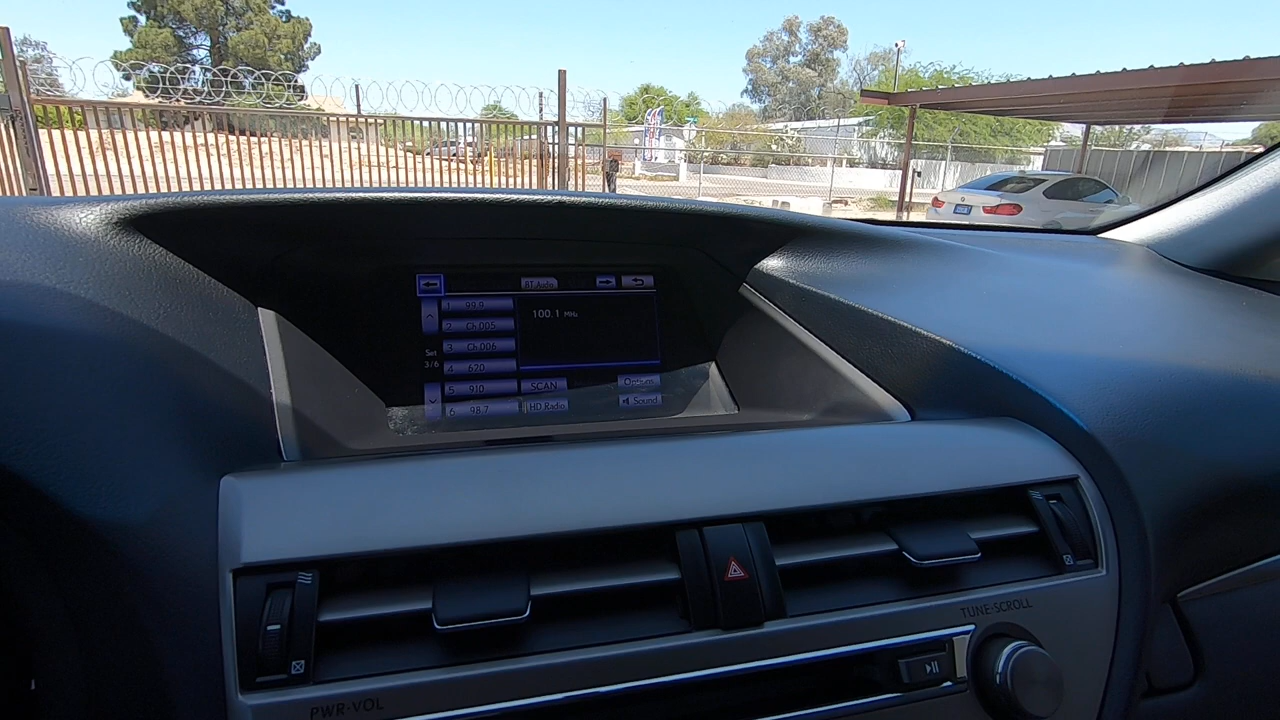 BT Audio
1 99.9
100.1 MHz
2 Ch 005
3 Ch 006
Set
3/6
4 620
Options
5 910
SCAN
Sound
6 98.7
HD Radio
TUNE·SCROLL
PWR·VOL